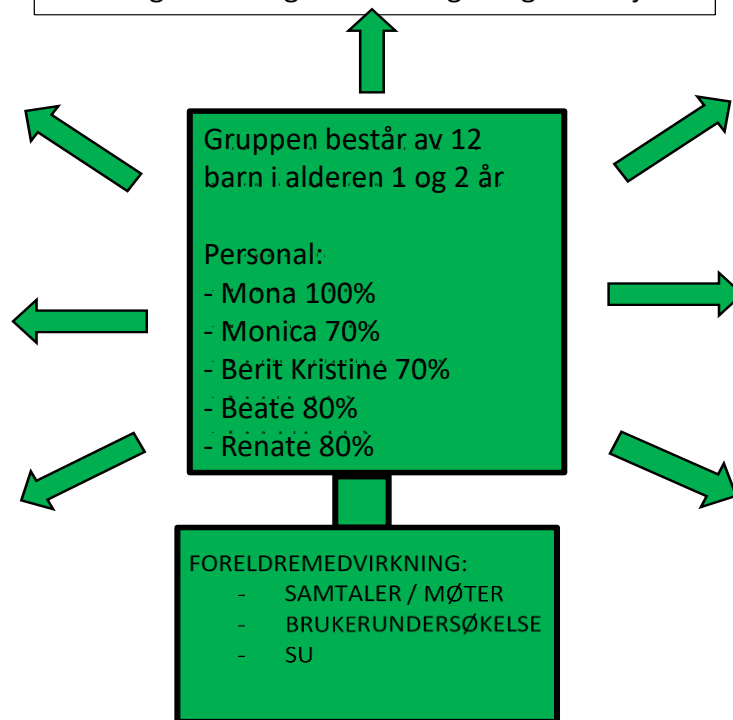 Gruppen består av 12
barn i alderen 1 og 2 år
Personal:
- Mona 100%
- Monica 70%
- Berit Kristine 70%
- Beate 80%
- Renate 80%
FORELDREMEDVIRKNING:
- SAMTALER / MØTER
- BRUKERUNDERSØKELSE
- SU